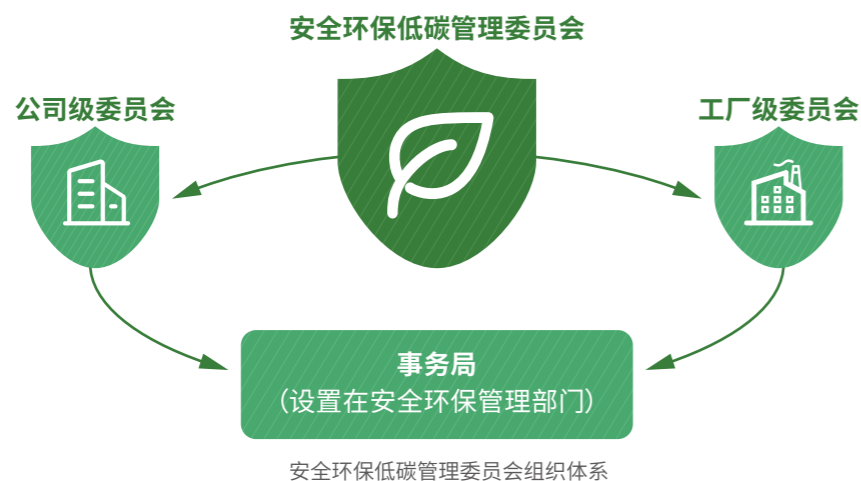 安全环保低碳管理委员会
公司级委员会
工厂级委员会
事务局
（设置在安全环保管理部门）
安全环保低碳管理委员会组织体系